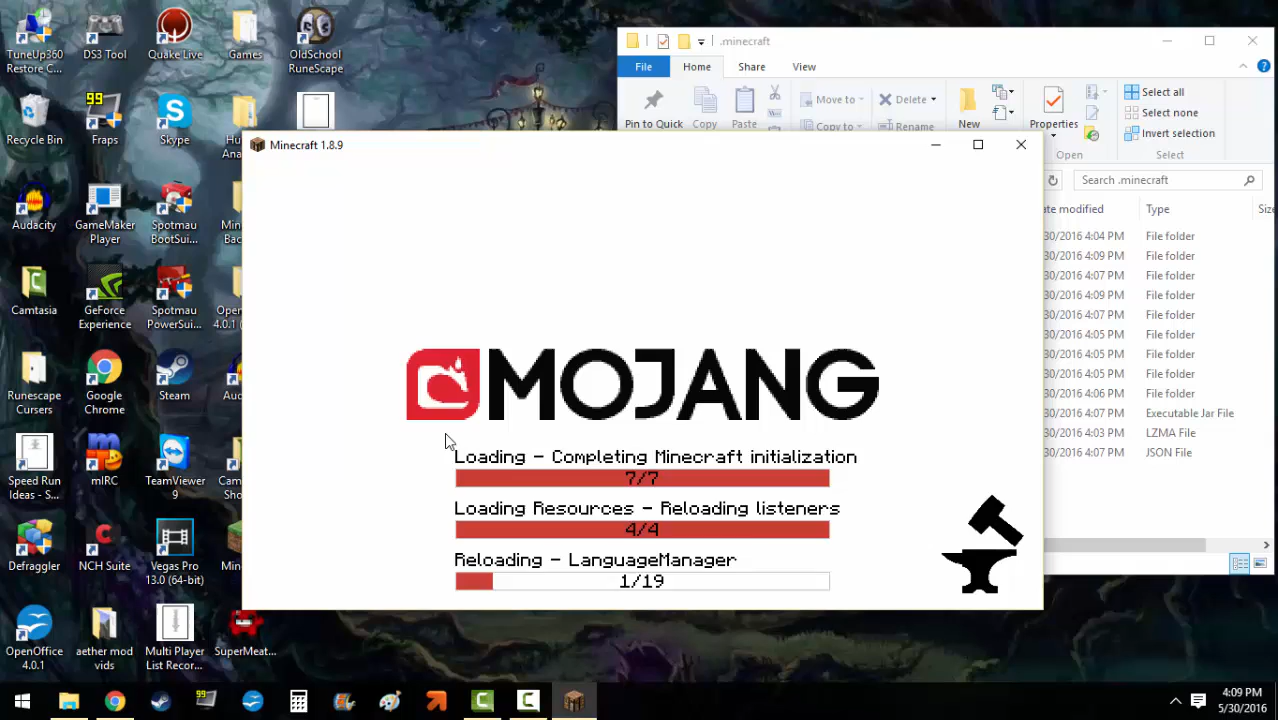 TuneUp360
Restore C...
DS3 Tool
Quake Live
Games
OldSchool
RuneScape
Recycle Bin
99
Fraps
Skype
Audacity
GameMaker
Player
Spotmau
BootSui...
Camtasia
GeForce
Experience
Spotmau
PowerSui...
4.0.1
Runescape
Cursers
Google
Chrome
Steam
Speed Run
Ideas - S...
mIRC
TeamViewer
9
Defraggler
NCH Suite
Vegas Pro
13.0 (64-bit)
OpenOffice
4.0.1
aether mod
vids
Multi Player
List Recor...
SuperMeat...
.minecraft
File
Home
Share
View
Pin to Quick
Copy
Paste
Move to
Copy to
Delete
Rename
New
Properties
Open
Select all
Select none
Invert selection
Select
Search .minecraft
ate modified
Type
Size
30/2016 4:04 PM File folder
30/2016 4:09 PM File folder
30/2016 4:07 PM File folder
30/2016 4:09 PM File folder
30/2016 4:07 PM File folder
30/2016 4:05 PM File folder
30/2016 4:05 PM File folder
30/2016 4:07 PM File folder
30/2016 4:06 PM File folder
30/2016 4:07 PM Executable Jar File
30/2016 4:03 PM LZMA File
30/2016 4:07 PM JSON File
Minecraft 1.8.9
MOJANG
Loading - Completing Minecraft initialization
7/7
Loading Resources - Reloading listeners
4/4
Reloading - LanguageManager
1/19
99
4:09 PM
5/30/2016